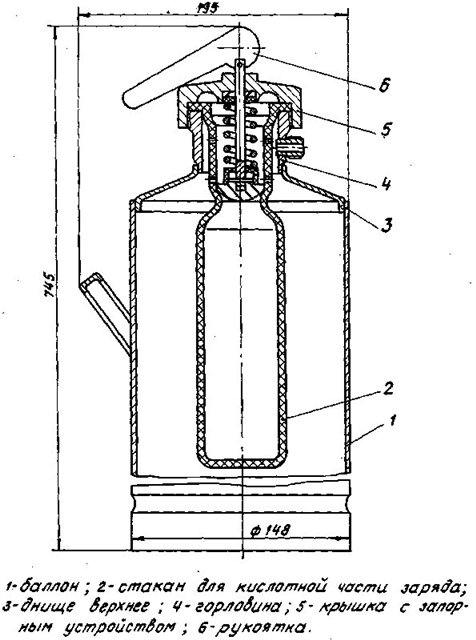 195
6
5
4
3
745
2
1
ф148
1-баллон; 2-стакан для кислотной части заряда;
3-днище верхнее; 4-горловина; 5-крышка с запор-
ным устройством; 6-рукоятка.